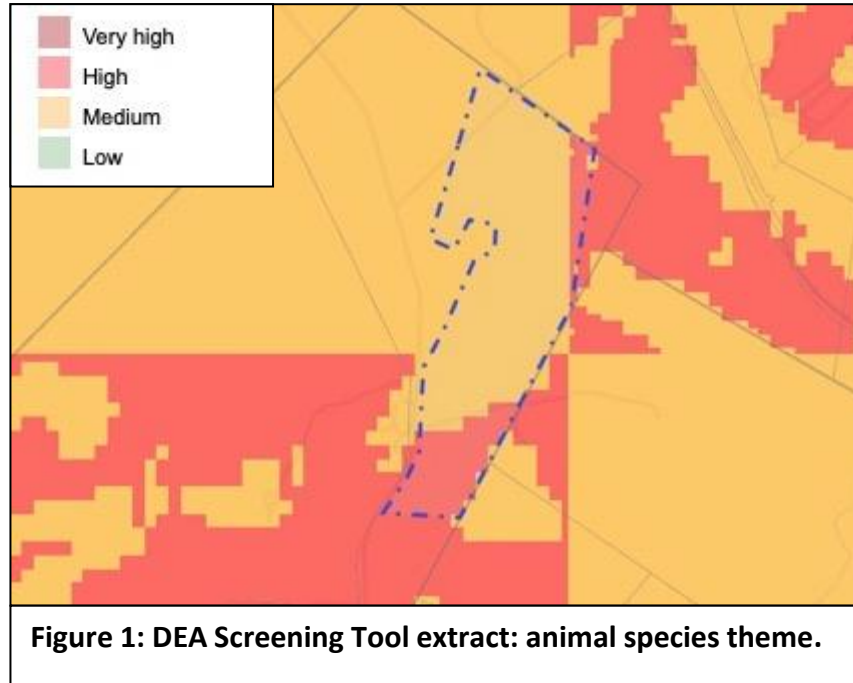 Very high
High
Medium
Low
Figure 1: DEA Screening Tool extract: animal species theme.